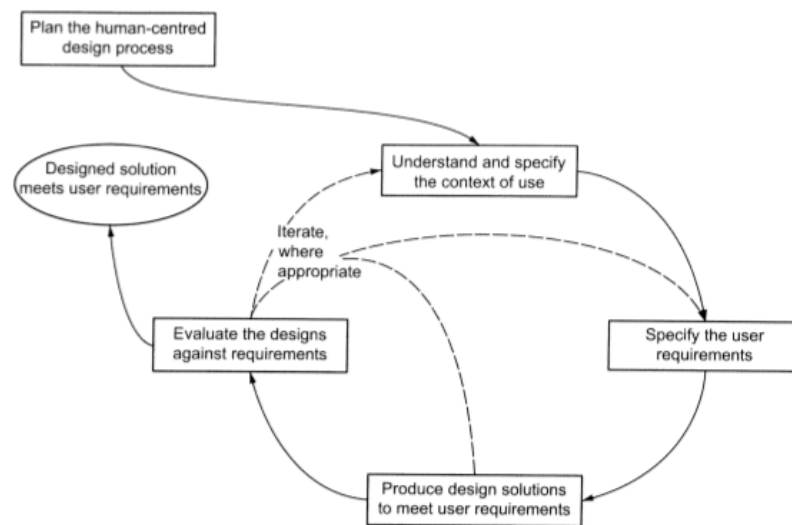 Plan the human-centred
design process
Designed solution
meets user requirements
Understand and specify
the context of use
Iterate,
where
appropriate
Evaluate the designs
against requirements
Specify the user
requirements
Produce design solutions
to meet user requirements